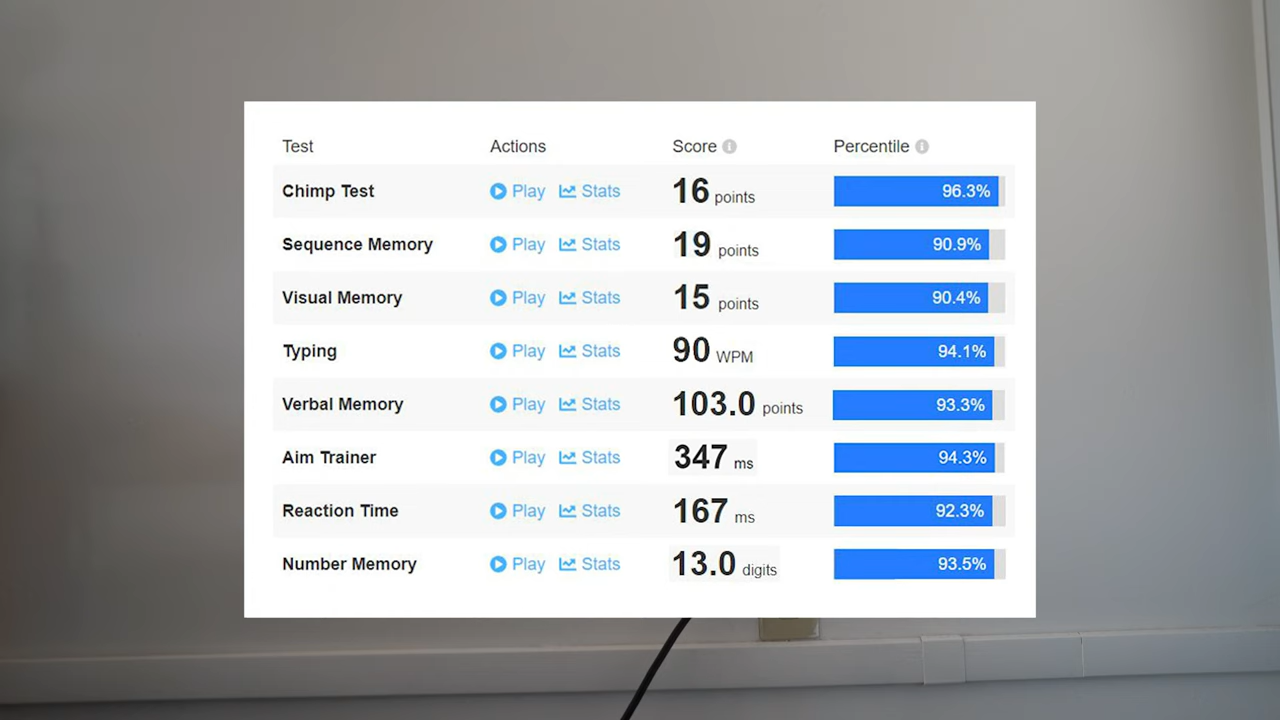 Test Actions Score Percentile
Chimp Test Play Stats 16 points 96.3%
Sequence Memory Play Stats 19 points 90.9%
Visual Memory Play Stats 15 points 90.4%
Typing Play Stats 90 WPM 94.1%
Verbal Memory Play Stats 103.0 points 93.3%
Aim Trainer Play Stats 347 ms 94.3%
Reaction Time Play Stats 167 ms 92.3%
Number Memory Play Stats 13.0 digits 93.5%